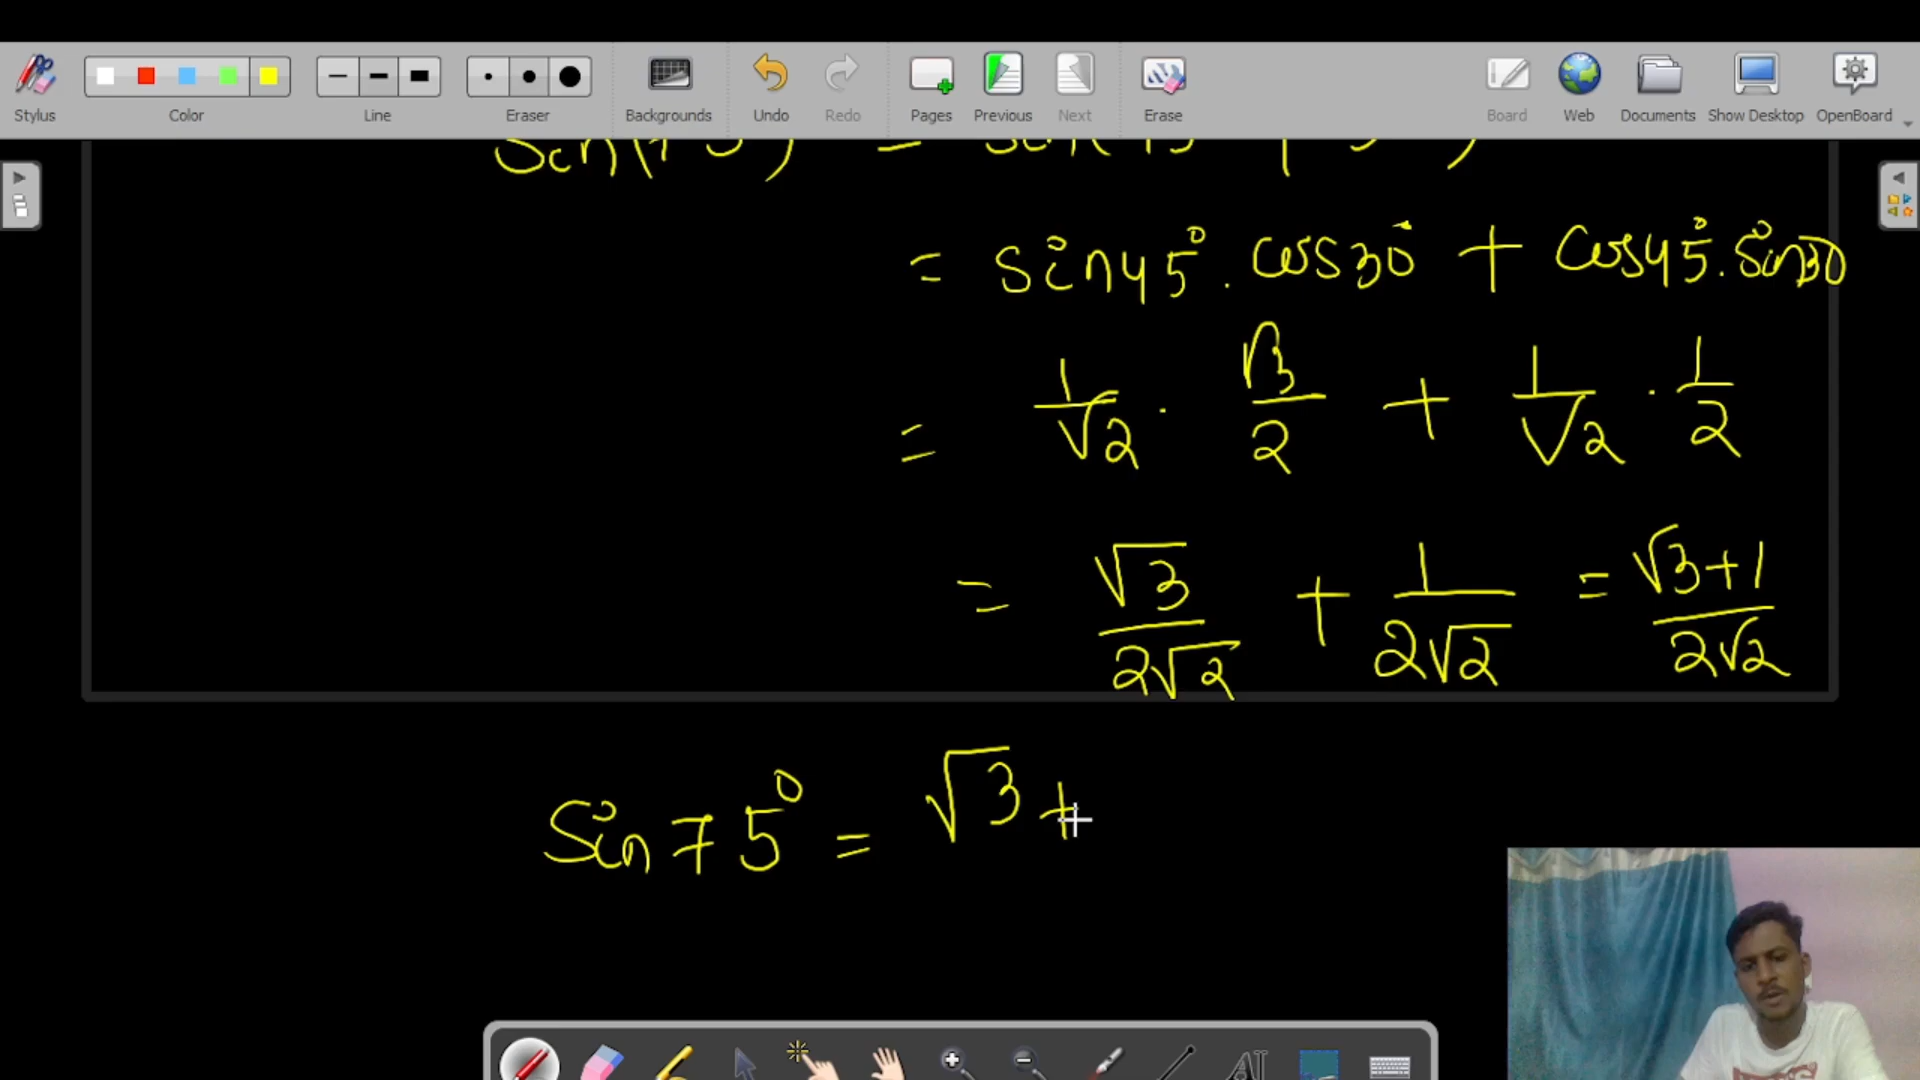 Stylus Color Line Eraser Backgrounds Undo Redo Pages Previous Next Erase Board Web Documents Show Desktop OpenBoard
= sin45°. cos30° + cos45°. sin30
= 1/√2 . √3/2 + 1/√2 . 1/2
= √3/2√2 + 1/2√2 = √3+1/2√2
Sin75° = √3+